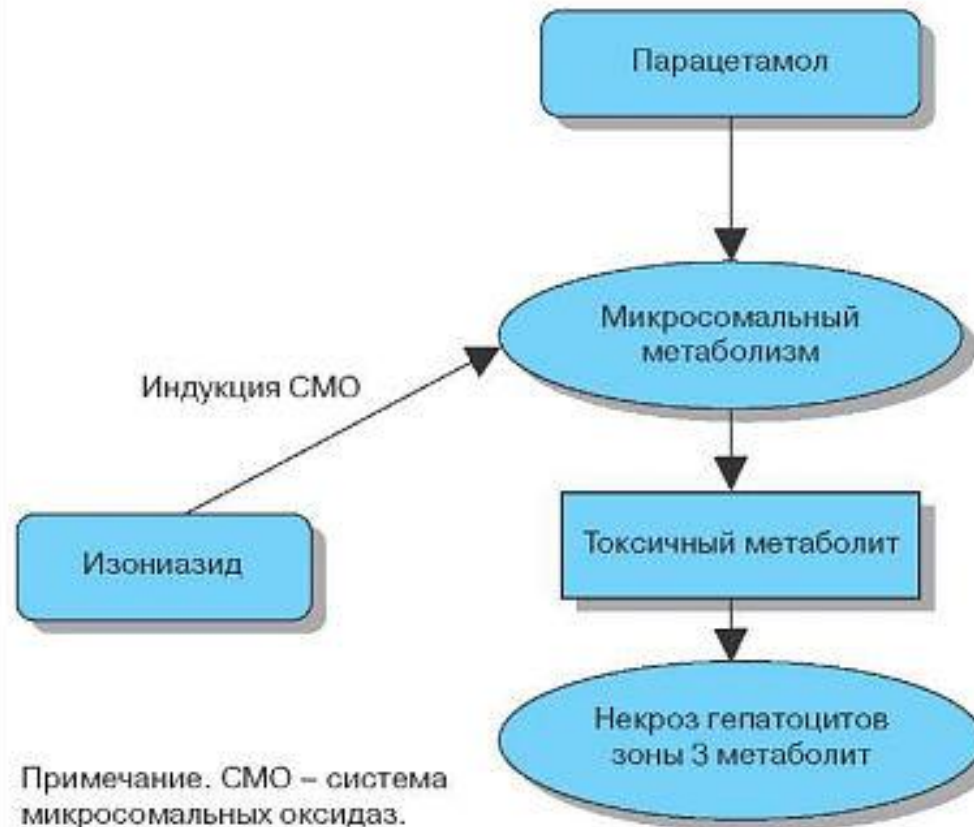 Парацетамол
Микросомальный
метаболизм
Индукция СМО
Токсичный метаболит
Изониазид
Некроз гепатоцитов
зоны 3 метаболит
Примечание. СМО – система
микросомальных оксидаз.